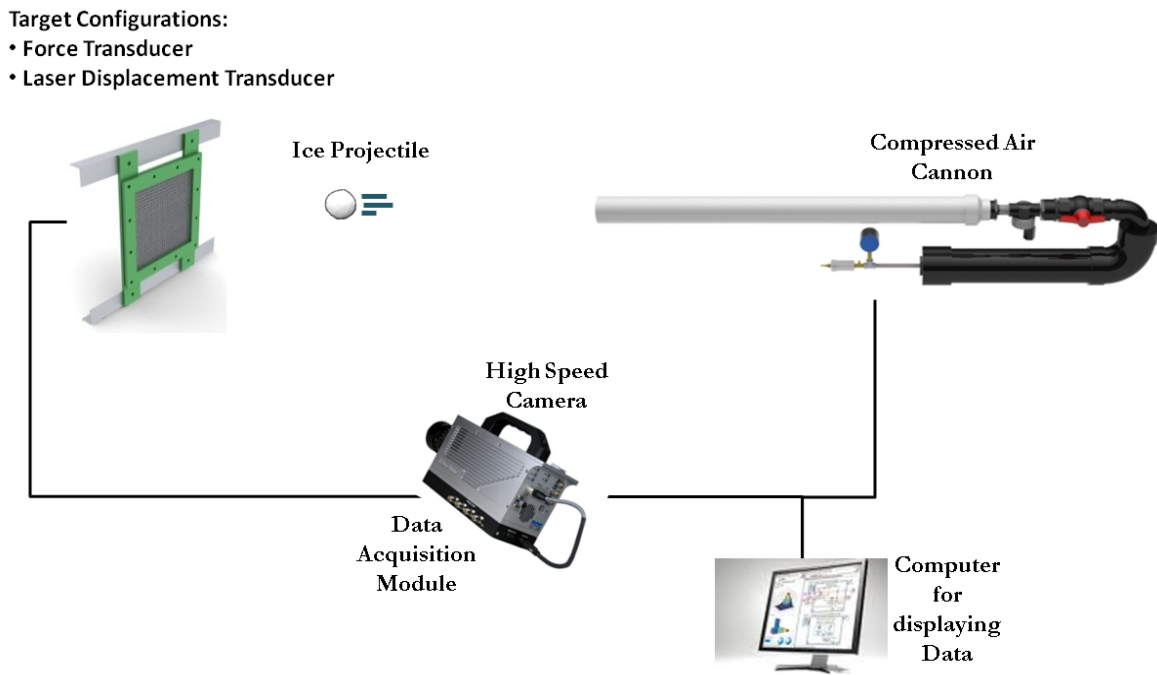 Target Configurations:
• Force Transducer
• Laser Displacement Transducer
Ice Projectile
Compressed Air
Cannon
High Speed
Camera
Data
Acquisition
Module
Computer
for
displaying
Data